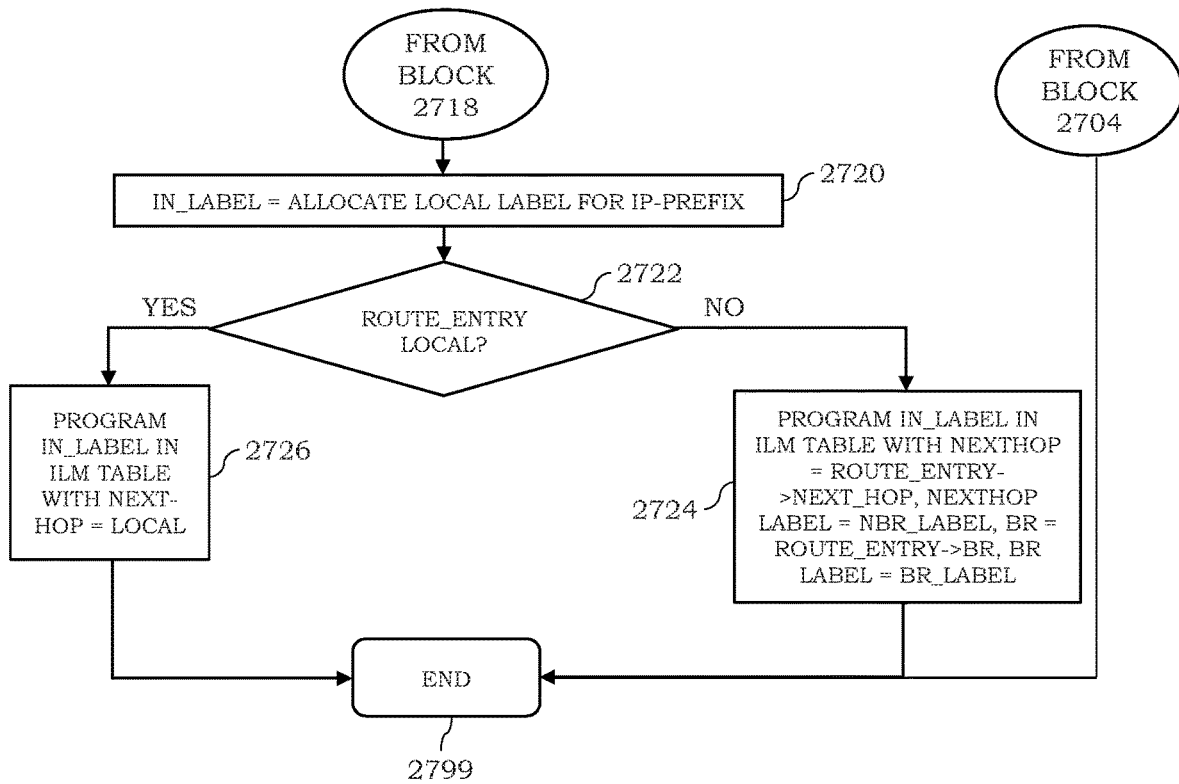 FROM
BLOCK
2718
FROM
BLOCK
2704
2720
IN_LABEL = ALLOCATE LOCAL LABEL FOR IP-PREFIX
2722
YES
NO
ROUTE_ENTRY
LOCAL?
PROGRAM
IN_LABEL IN
ILM TABLE
WITH NEXT-
HOP = LOCAL
2726
PROGRAM IN_LABEL IN
ILM TABLE WITH NEXTHOP
= ROUTE_ENTRY-
>NEXT_HOP, NEXTHOP
LABEL = NBR_LABEL, BR =
ROUTE_ENTRY->BR, BR
LABEL = BR_LABEL
2724
END
2799